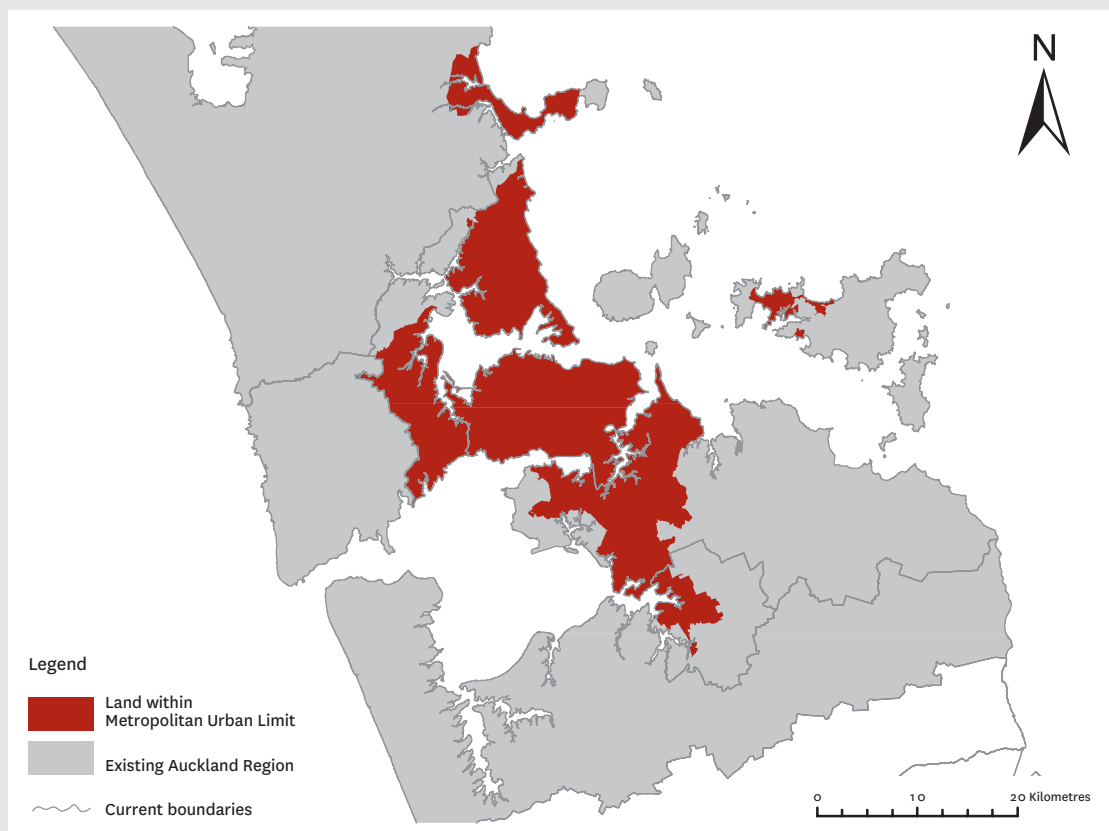 N
Legend
Land within
Metropolitan Urban Limit
Existing Auckland Region
Current boundaries
0 10 20 Kilometres